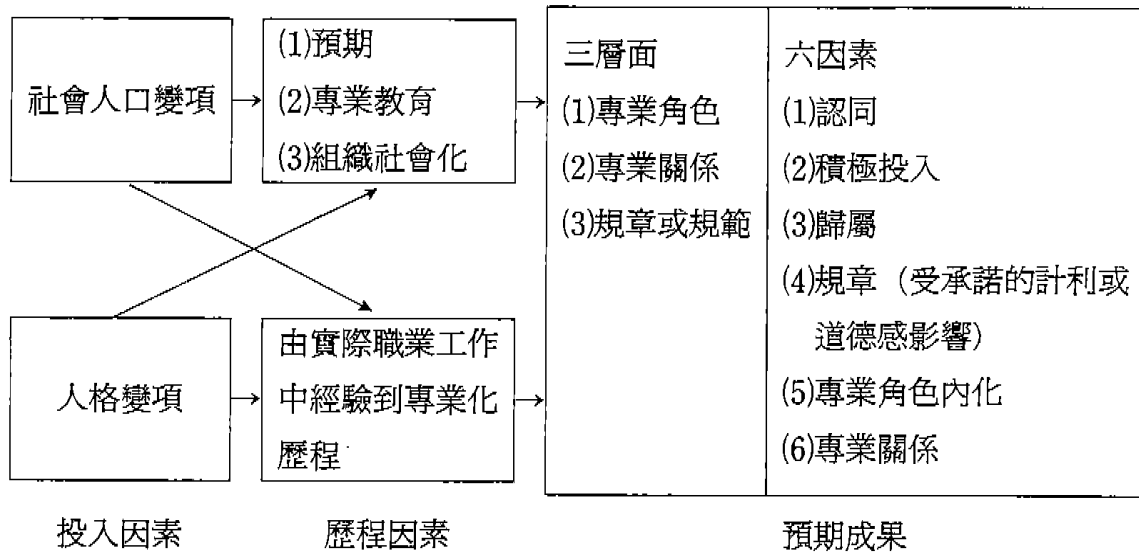 社會人口變項
(1)預期
(2)專業教育
(3)組織社會化
三層面
(1)專業角色
(2)專業關係
(3)規章或規範
六因素
(1)認同
(2)積極投入
(3)歸屬
(4)規章（受承諾的計利或
道德感影響）
(5)專業角色內化
(6)專業關係
人格變項
由實際職業工作
中經驗到專業化
歷程
投入因素
歷程因素
預期成果